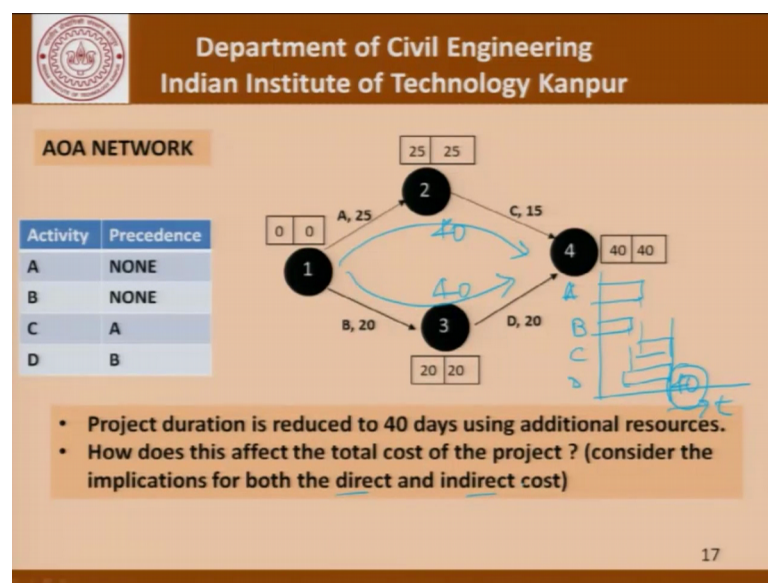 Department of Civil Engineering
Indian Institute of Technology Kanpur
AOA NETWORK
Activity Precedence
A NONE
B NONE
C A
D B
25 25
2
A, 25
C, 15
0 0
1
40
4
40 40
40
B, 20
3
D, 20
20 20
A
B
C
D
40
t
• Project duration is reduced to 40 days using additional resources.
• How does this affect the total cost of the project ? (consider the
implications for both the direct and indirect cost)
17